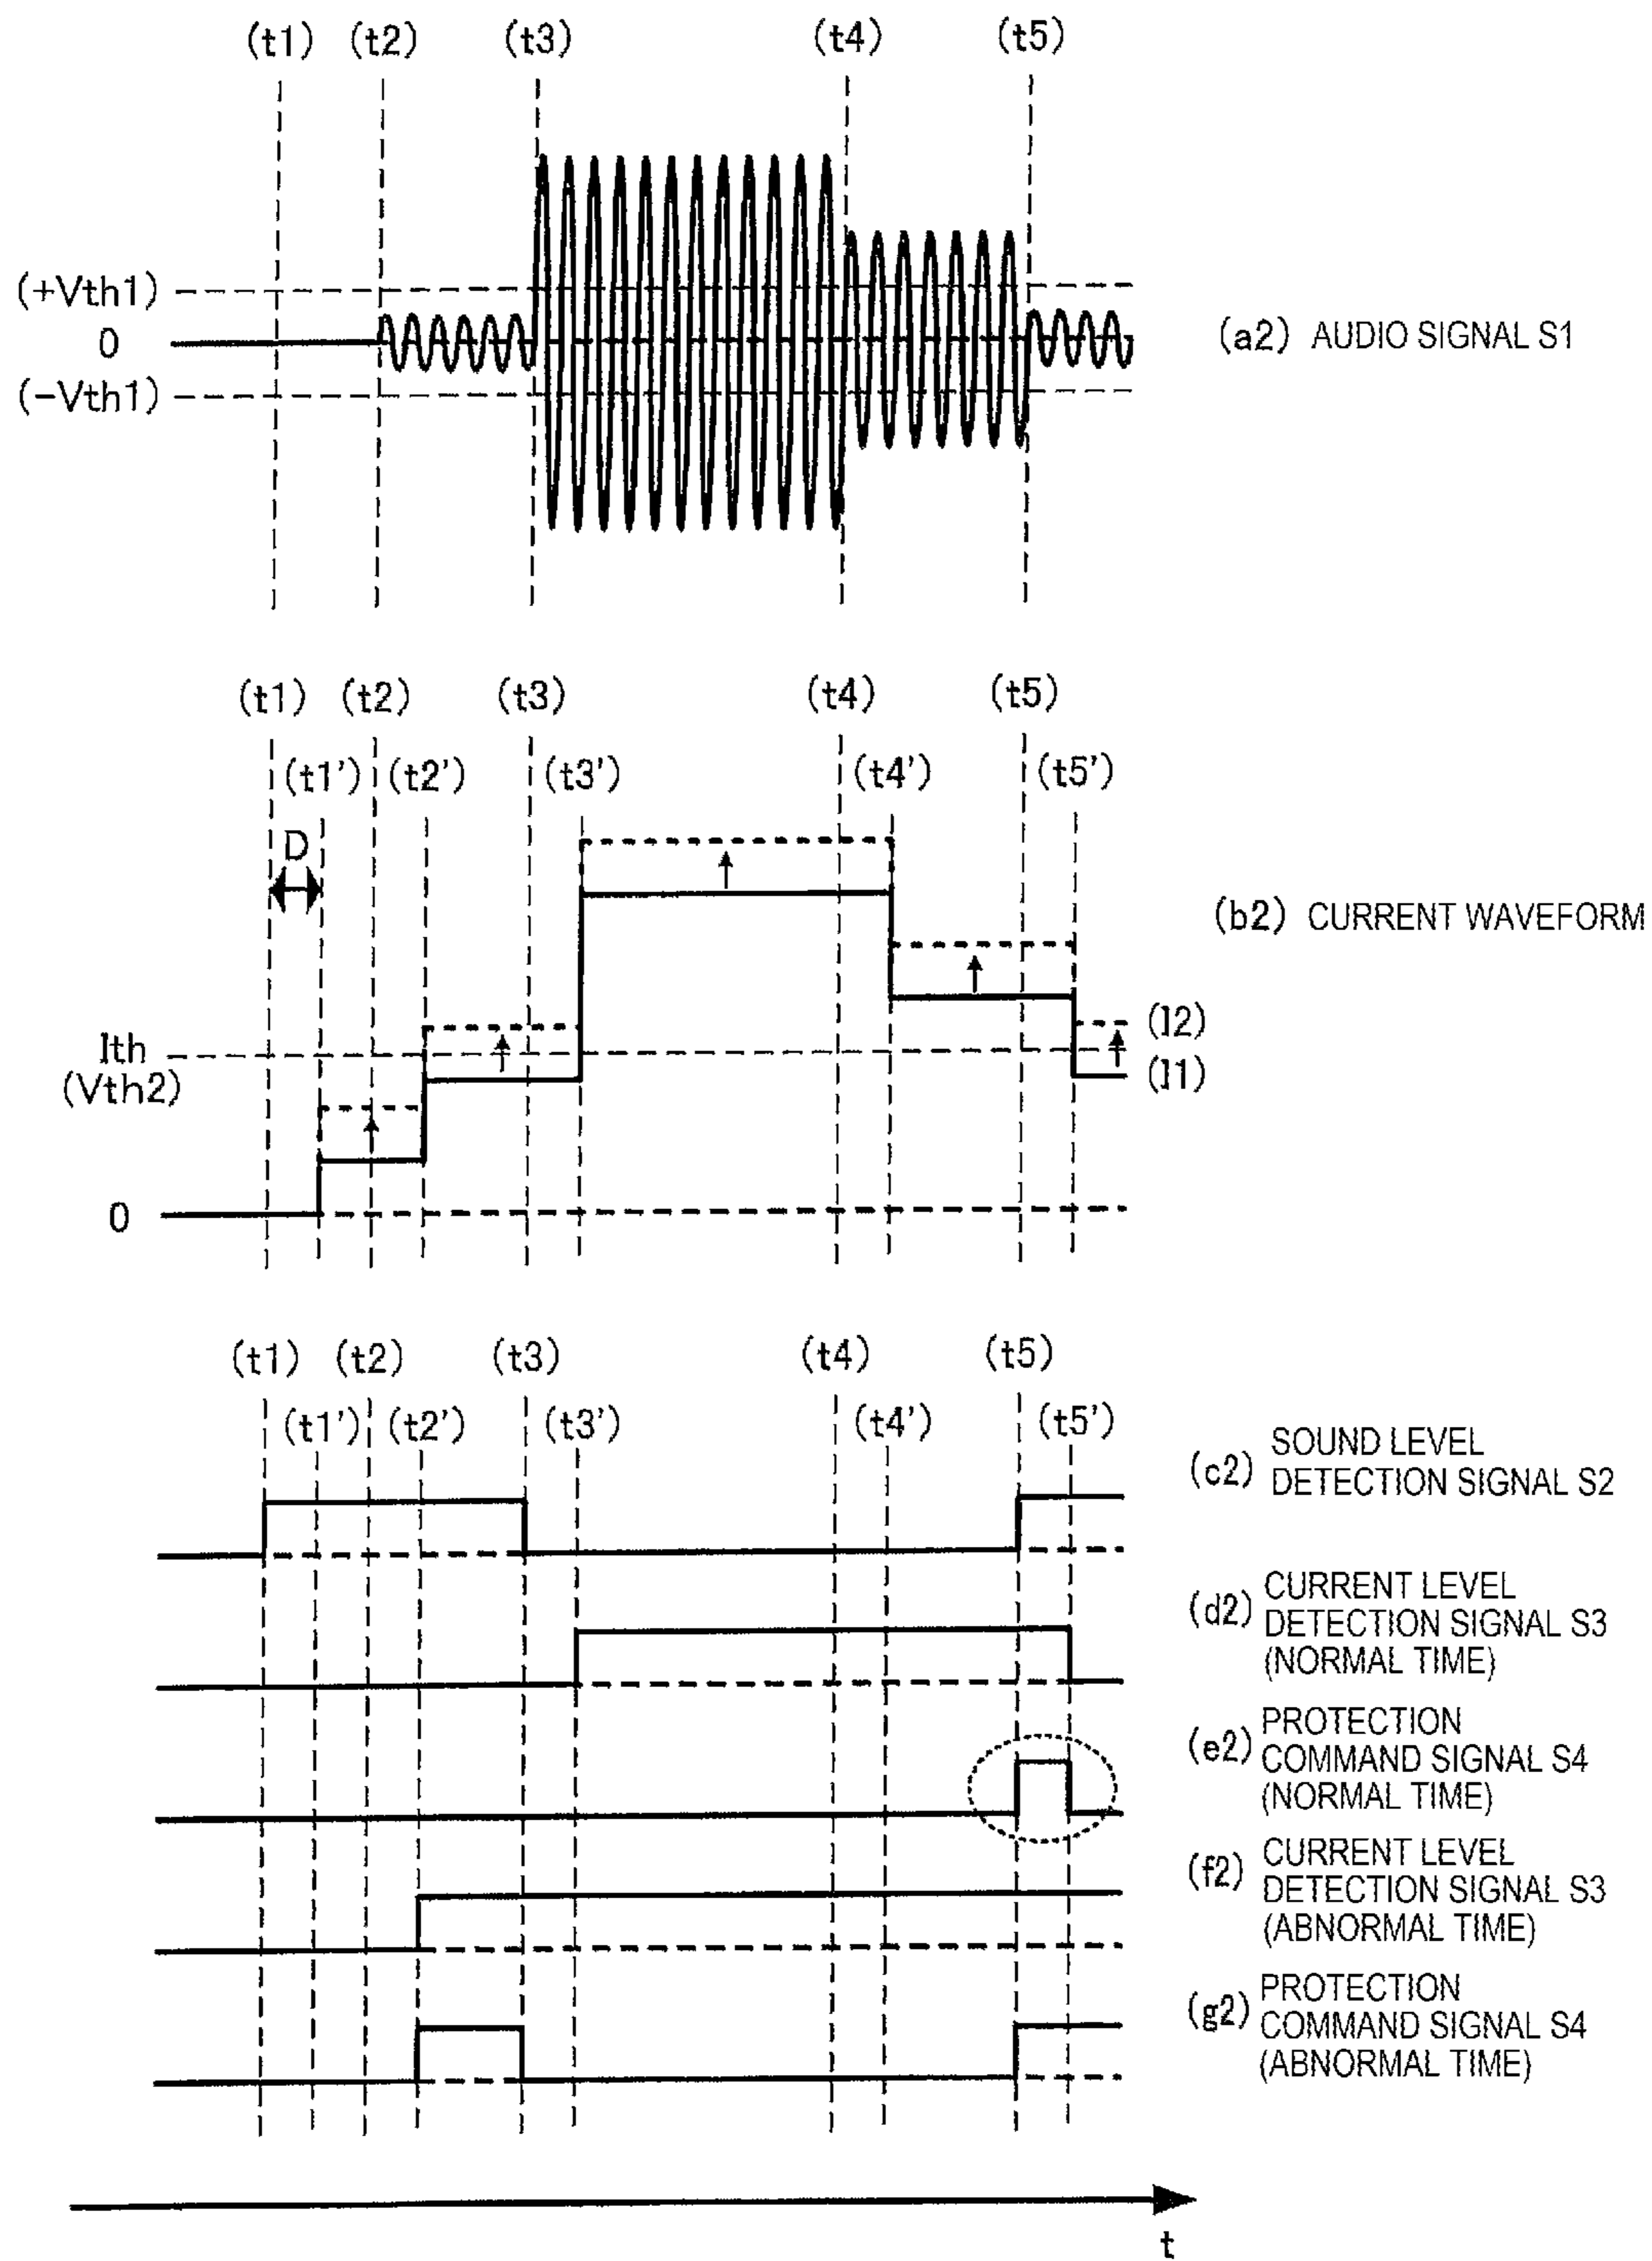 (t1) (t2) (t3) (t4) (t5)
(+Vth1)
0
(-Vth1)
(a2) AUDIO SIGNAL S1
(t1) (t2) (t3) (t4) (t5)
(t1') (t2') (t3') (t4') (t5')
D
(b2) CURRENT WAVEFORM
Ith
(Vth2)
(I2)
(I1)
0
(t1) (t2) (t3) (t4) (t5)
(t1') (t2') (t3') (t4') (t5')
(c2) SOUND LEVEL
DETECTION SIGNAL S2
(d2) CURRENT LEVEL
DETECTION SIGNAL S3
(NORMAL TIME)
(e2) PROTECTION
COMMAND SIGNAL S4
(NORMAL TIME)
(f2) CURRENT LEVEL
DETECTION SIGNAL S3
(ABNORMAL TIME)
(g2) PROTECTION
COMMAND SIGNAL S4
(ABNORMAL TIME)
t